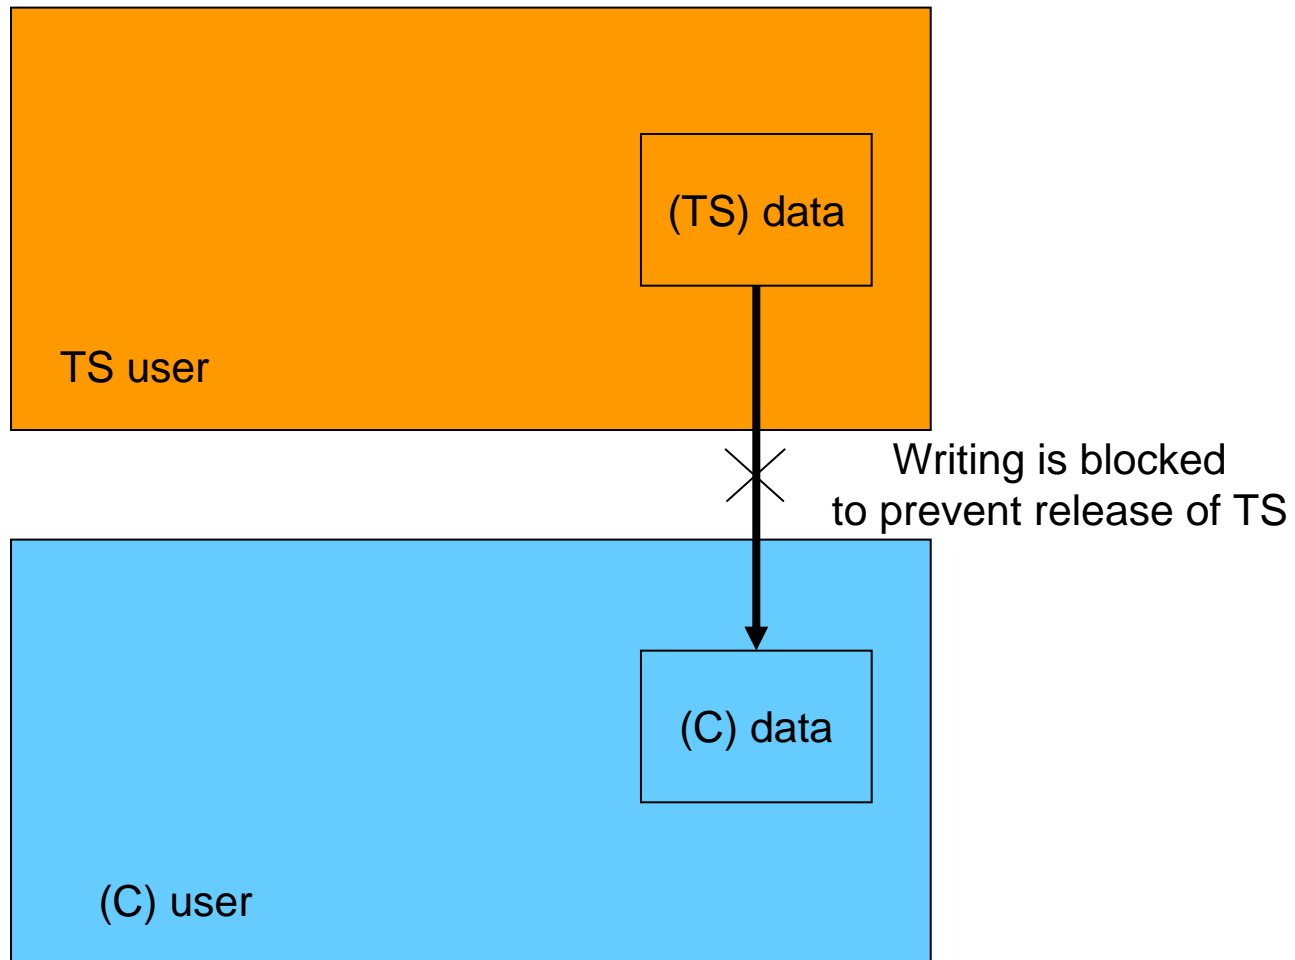 (TS) data
TS user
Writing is blocked
to prevent release of TS
(C) data
(C) user